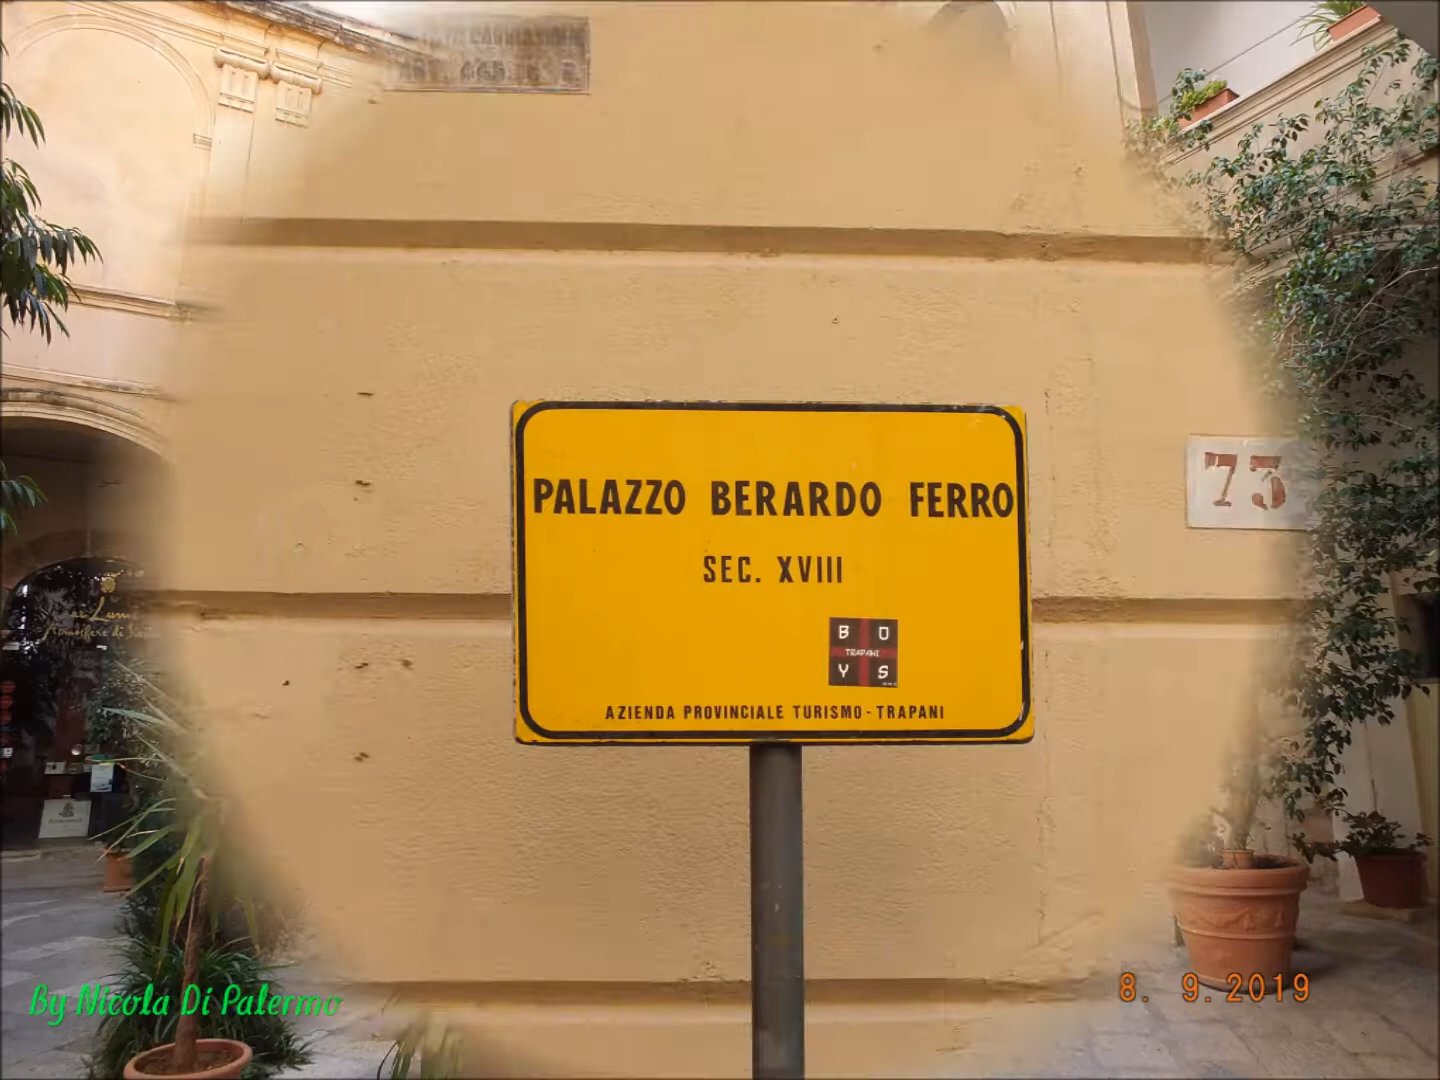 PALAZZO BERARDO FERRO
SEC. XVIII
B U
TRAPANI
Y S
AZIENDA PROVINCIALE TURISMO - TRAPANI
73
By Nicola Di Palermo
8. 9.2019